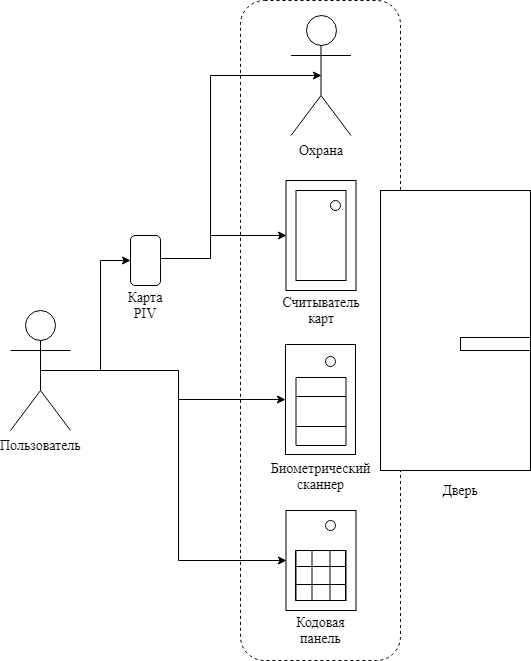 Охрана
Считыватель
карт
Карта
PIV
Пользователь
Биометрический
сканнер
Дверь
Кодовая
панель